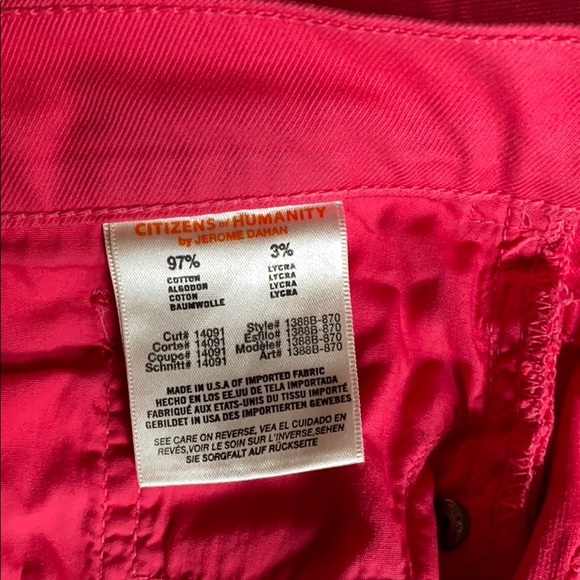 CITIZENS of HUMANITY
by JEROME DAHAN
97% 3%
COTTON LYCRA
ALGODON LYCRA
COTON LYCRA
BAUMWOLLE LYCRA
Cut# 14091 Style# 1388B-870
Corte# 14091 Estilo# 1388B-870
Coupe# 14091 Modèle# 1388B-870
Schnitt# 14091 Art# 1388B-870
MADE IN U.S.A OF IMPORTED FABRIC
HECHO EN LOS EE.UU DE TELA IMPORTADA
FABRIQUÉ AUX ETATS-UNIS DU TISSU IMPORTÉ
GEBILDET IN USA DES IMPORTIERTEN GEWEBES
SEE CARE ON REVERSE, VEA EL CUIDADO EN
REVÉS,VOIR LE SOIN SUR L'INVERSE,SEHEN
SIE SORGFALT AUF RÜCKSEITE